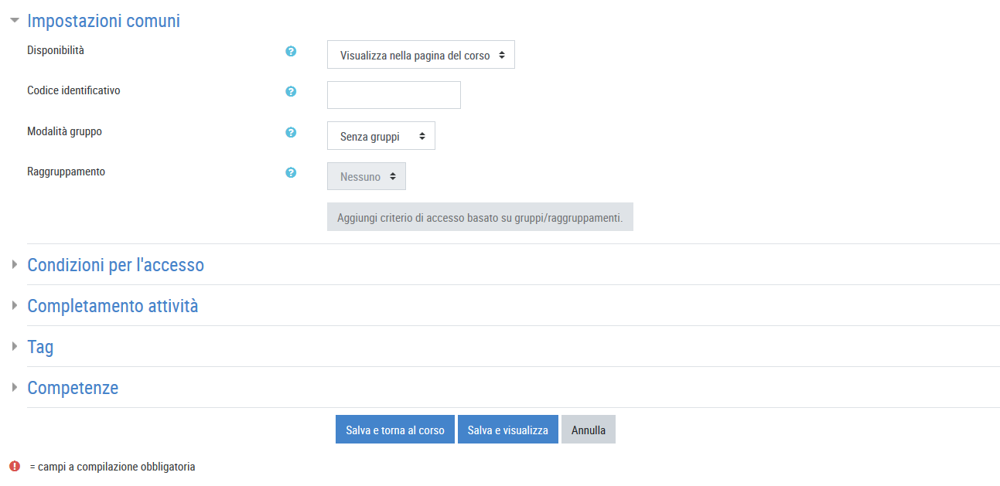 Impostazioni comuni
Disponibilità
Visualizza nella pagina del corso
Codice identificativo
Modalità gruppo
Senza gruppi
Raggruppamento
Nessuno
Aggiungi criterio di accesso basato su gruppi/raggruppamenti.
Condizioni per l'accesso
Completamento attività
Tag
Competenze
Salva e torna al corso Salva e visualizza Annulla
= campi a compilazione obbligatoria